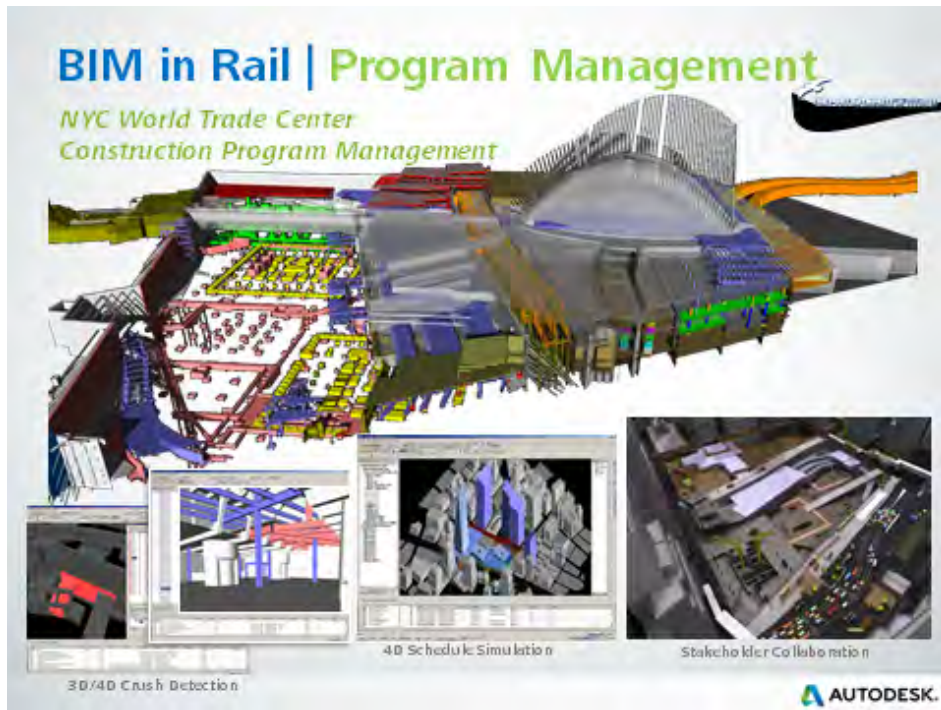 BIM in Rail | Program Management
NYC World Trade Center
Construction Program Management
4D Schedule Simulation
Stakeholder Collaboration
3D/4D Crush Detection
AUTODESK.